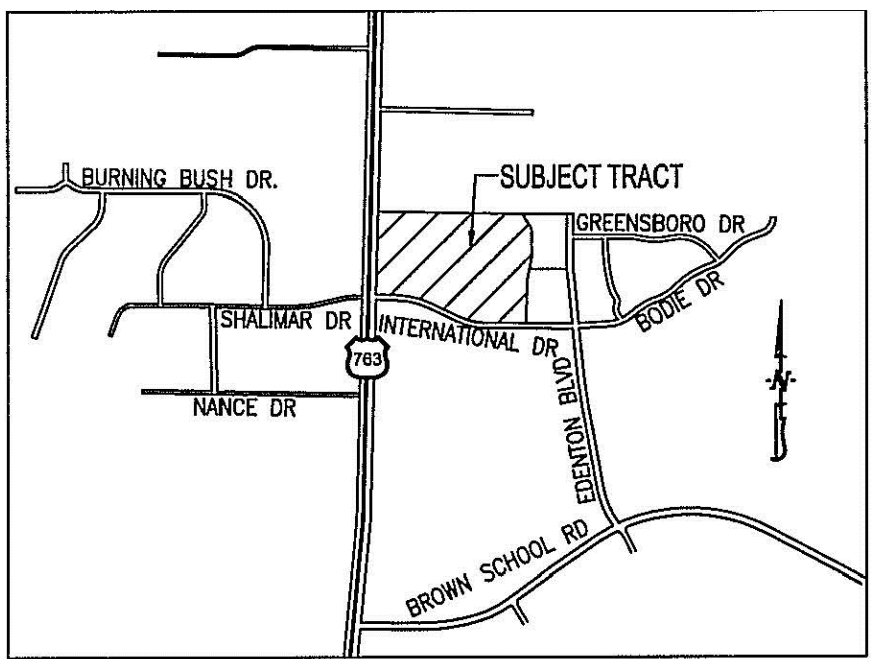 BURNING BUSH DR.
SUBJECT TRACT
GREENSBORO DR
SHALIMAR DR
INTERNATIONAL DR
BODIE DR
763
NANCE DR
EDENTON BLVD
-N-
BROWN SCHOOL RD